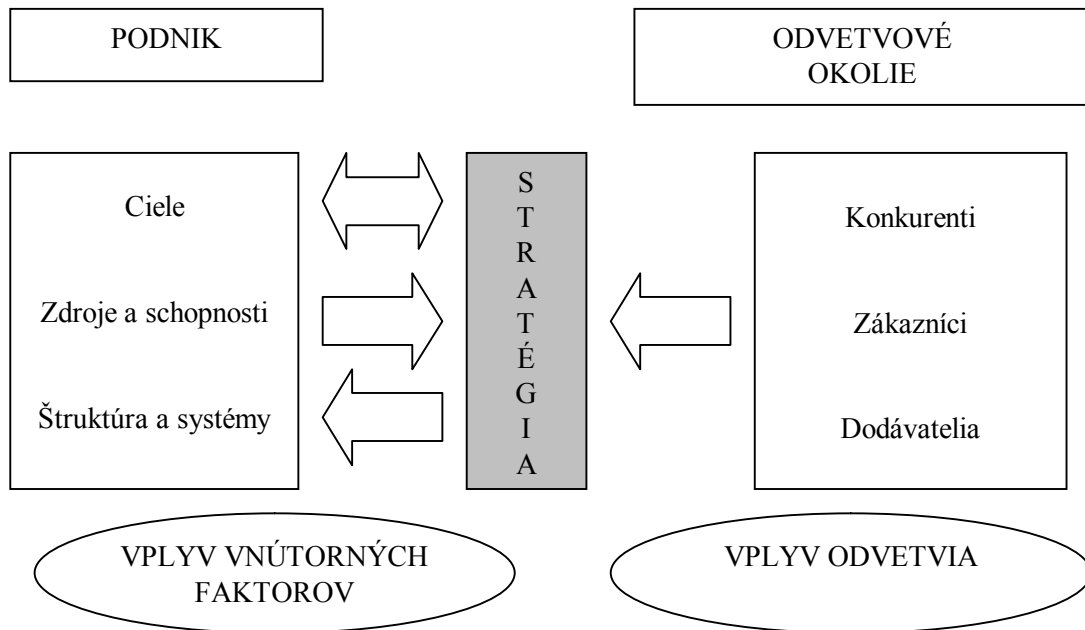 PODNIK
ODVETVOVÉ
OKOLIE
Ciele
Zdroje a schopnosti
Štruktúra a systémy
S
T
R
A
T
É
G
I
A
Konkurenti
Zákazníci
Dodávatelia
VPLYV VNÚTORNÝCH
FAKTOROV
VPLYV ODVETVIA